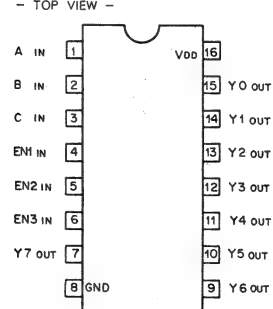 - TOP VIEW -
A IN 1 VDD 16
B IN 2 15 Y0 OUT
C IN 3 14 Y1 OUT
EN1 IN 4 13 Y2 OUT
EN2 IN 5 12 Y3 OUT
EN3 IN 6 11 Y4 OUT
Y7 OUT 7 10 Y5 OUT
8 GND 9 Y6 OUT